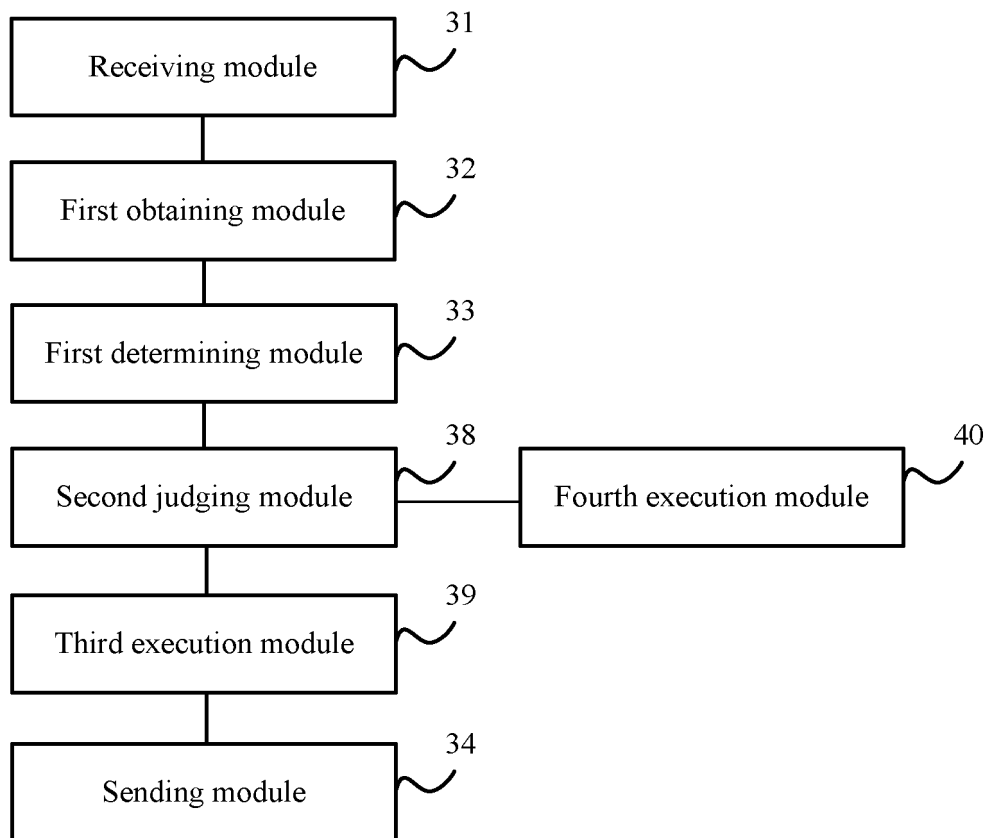 31
Receiving module
32
First obtaining module
33
First determining module
38
40
Second judging module
Fourth execution module
39
Third execution module
34
Sending module